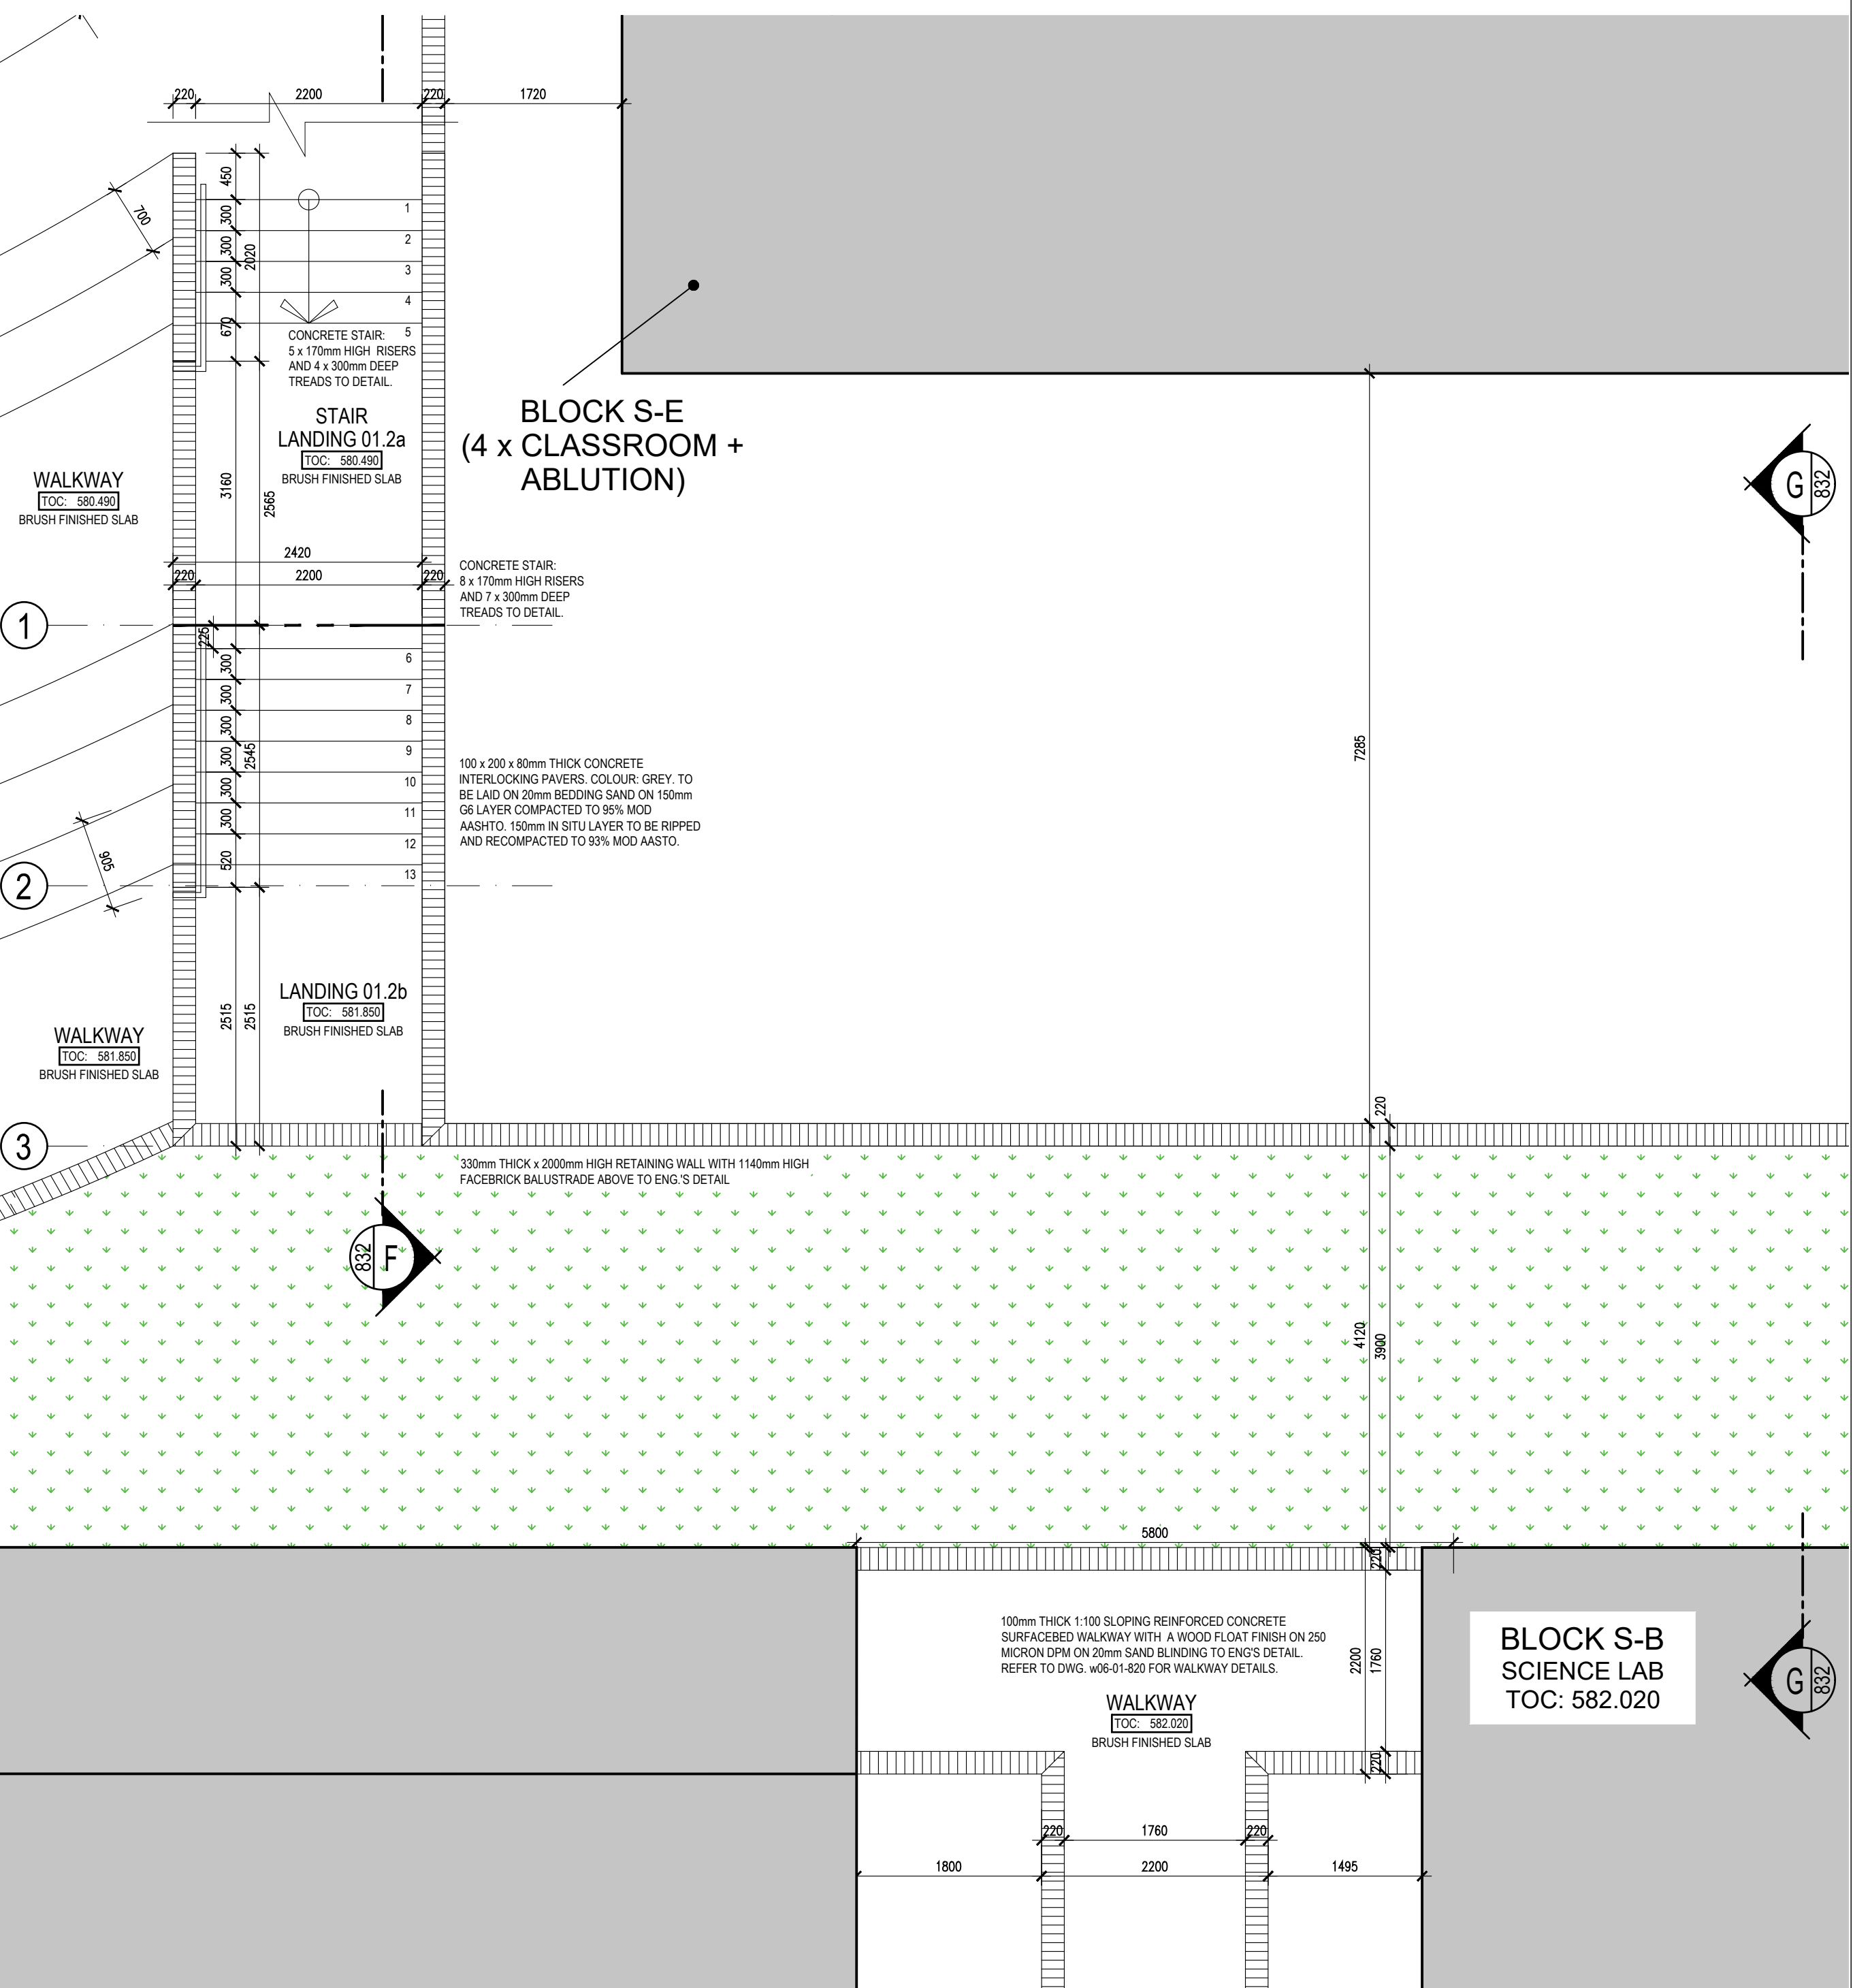 220
2200
220
1720
450
300
300
300
670
2020
700
1
2
3
4
5
CONCRETE STAIR:
5 x 170mm HIGH RISERS
AND 4 x 300mm DEEP
TREADS TO DETAIL.
STAIR
LANDING 01.2a
TOC: 580.490
BRUSH FINISHED SLAB
BLOCK S-E
(4 x CLASSROOM +
ABLUTION)
WALKWAY
TOC: 580.490
BRUSH FINISHED SLAB
3160
2565
G
832
2420
220
2200
220
CONCRETE STAIR:
8 x 170mm HIGH RISERS
AND 7 x 300mm DEEP
TREADS TO DETAIL.
1
225
300
300
300
300
300
300
520
2545
6
7
8
9
10
11
12
13
7285
100 x 200 x 80mm THICK CONCRETE
INTERLOCKING PAVERS. COLOUR: GREY. TO
BE LAID ON 20mm BEDDING SAND ON 150mm
G6 LAYER COMPACTED TO 95% MOD
AASHTO. 150mm IN SITU LAYER TO BE RIPPED
AND RECOMPACTED TO 93% MOD AASTO.
905
2
2515
2515
LANDING 01.2b
TOC: 581.850
BRUSH FINISHED SLAB
WALKWAY
TOC: 581.850
BRUSH FINISHED SLAB
220
3
330mm THICK x 2000mm HIGH RETAINING WALL WITH 1140mm HIGH
FACEBRICK BALUSTRADE ABOVE TO ENG.'S DETAIL
832
F
4120
3900
5800
220
100mm THICK 1:100 SLOPING REINFORCED CONCRETE
SURFACEBED WALKWAY WITH A WOOD FLOAT FINISH ON 250
MICRON DPM ON 20mm SAND BLINDING TO ENG'S DETAIL.
REFER TO DWG. w06-01-820 FOR WALKWAY DETAILS.
2200
1760
WALKWAY
TOC: 582.020
BRUSH FINISHED SLAB
BLOCK S-B
SCIENCE LAB
TOC: 582.020
G
832
220
220
1760
220
1800
2200
1495